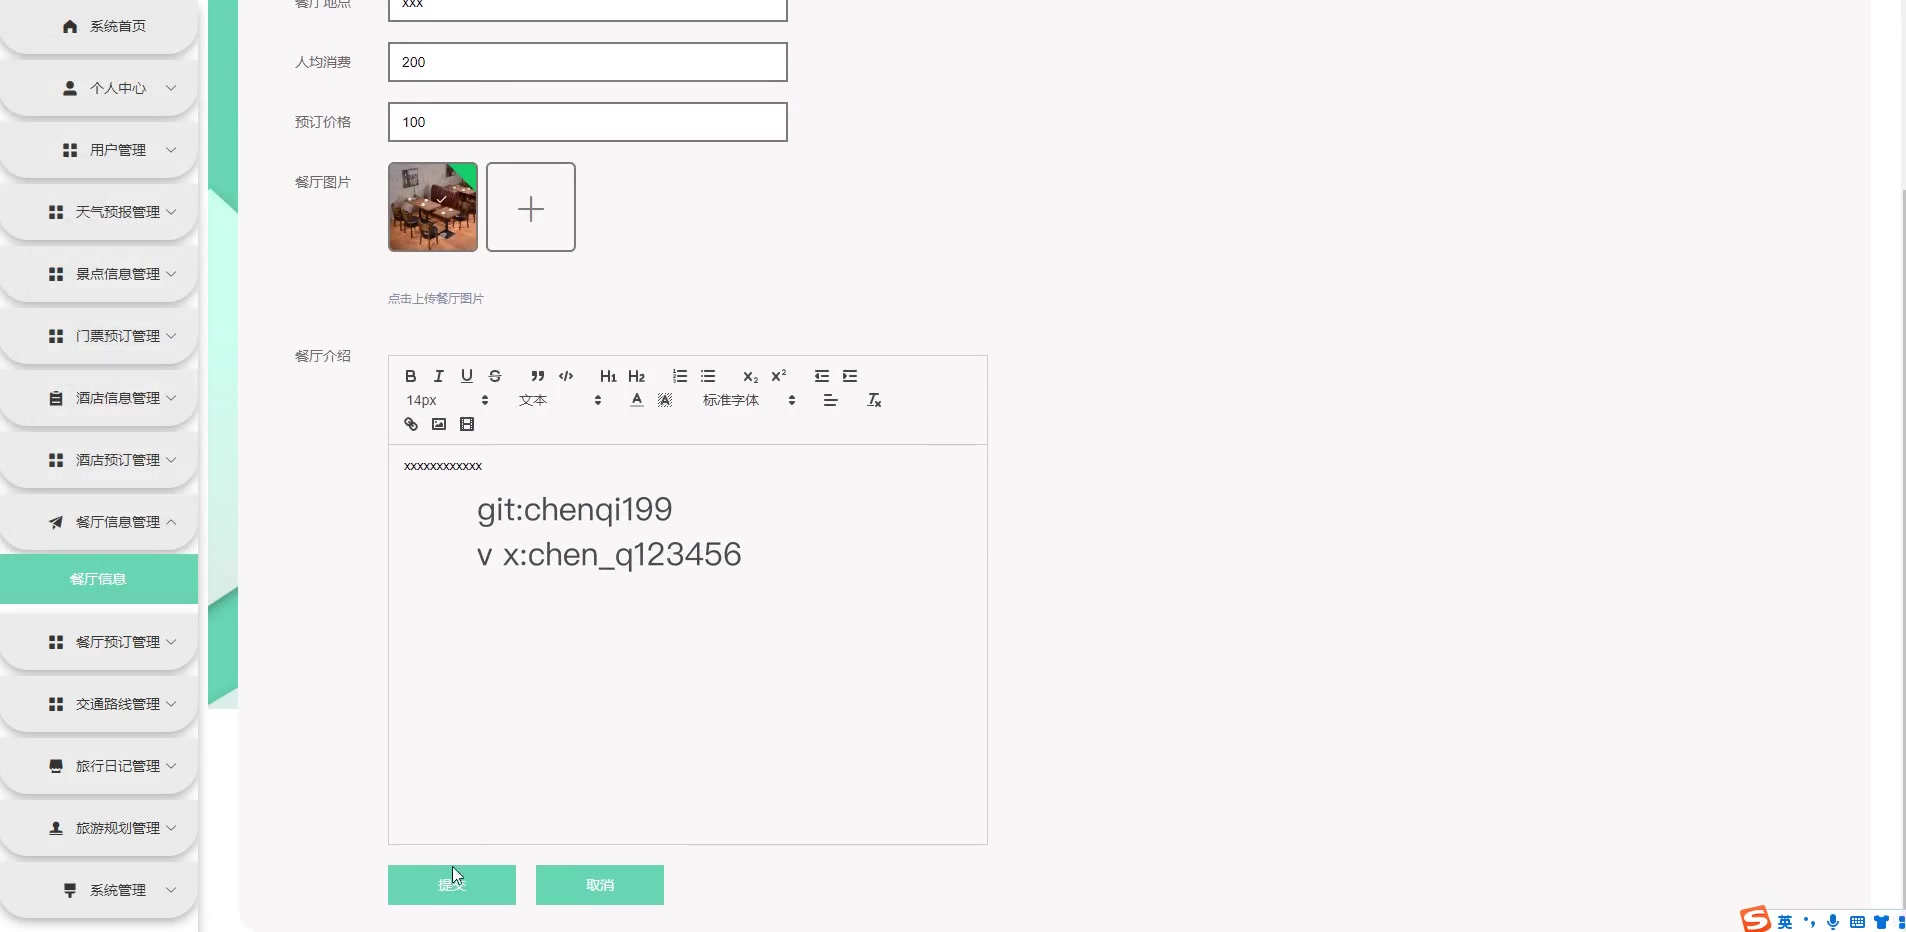 系统首页
个人中心
用户管理
天气预报管理
景点信息管理
门票预订管理
酒店信息管理
酒店预订管理
餐厅信息管理
餐厅信息
餐厅预订管理
交通路线管理
旅行日记管理
旅游规划管理
系统管理
餐厅地点 xxx
人均消费 200
预订价格 100
餐厅图片
点击上传餐厅图片
餐厅介绍
B I U S H1 H2 X2 X2
14px 文本 A A 标准字体 Tx
xxxxxxxxxxxx
git:chenqi199
v x:chen_q123456
提交 取消
S 英